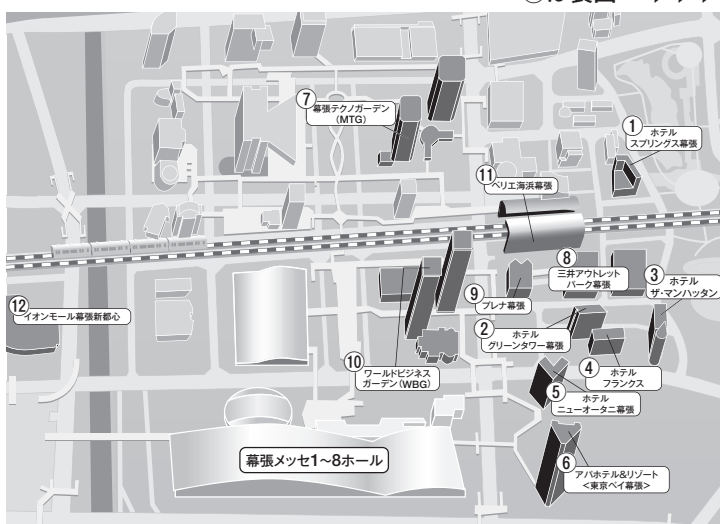 ⑦
幕張テクノガーデン
(MTG)
①
ホテル
スプリングス幕張
⑪
ペリエ海浜幕張
⑧
三井アウトレット
パーク幕張
③
ホテル
ザ・マンハッタン
⑨
プレナ幕張
②
ホテル
グリーンタワー幕張
⑫
イオンモール幕張新都心
⑩
ワールドビジネス
ガーデン(WBG)
④
ホテル
フランクス
⑤
ホテル
ニューオータニ幕張
幕張メッセ1～8ホール
⑥
アパホテル&リゾート
<東京ベイ幕張>